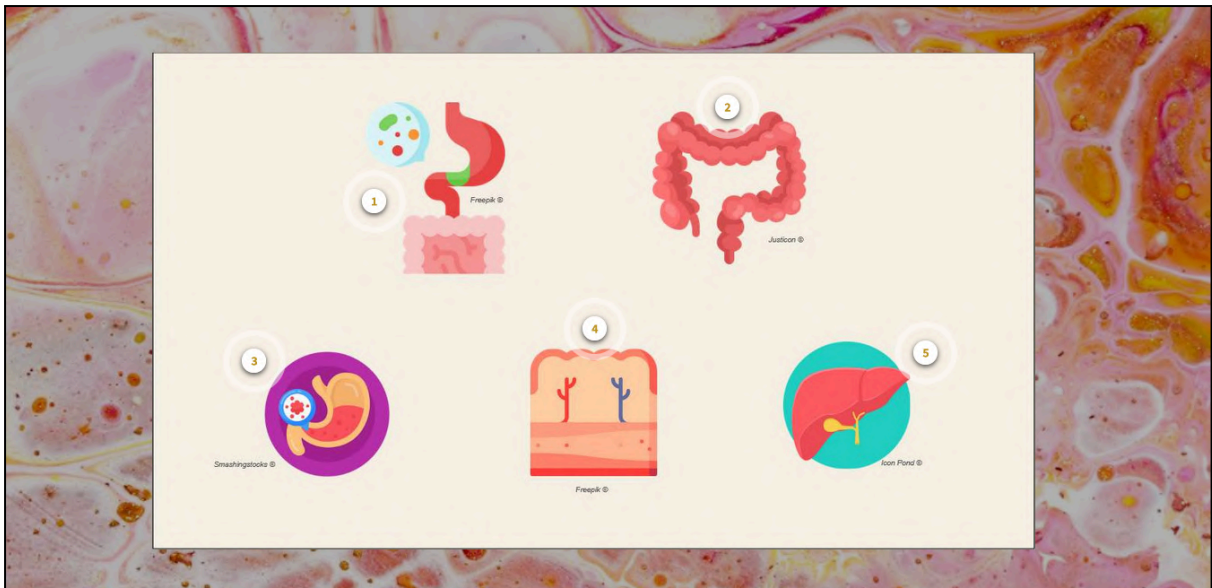 2
1
Freepik ®
Justicon ®
4
3
5
Smashingstocks ®
Icon Pond ®
Freepik ®